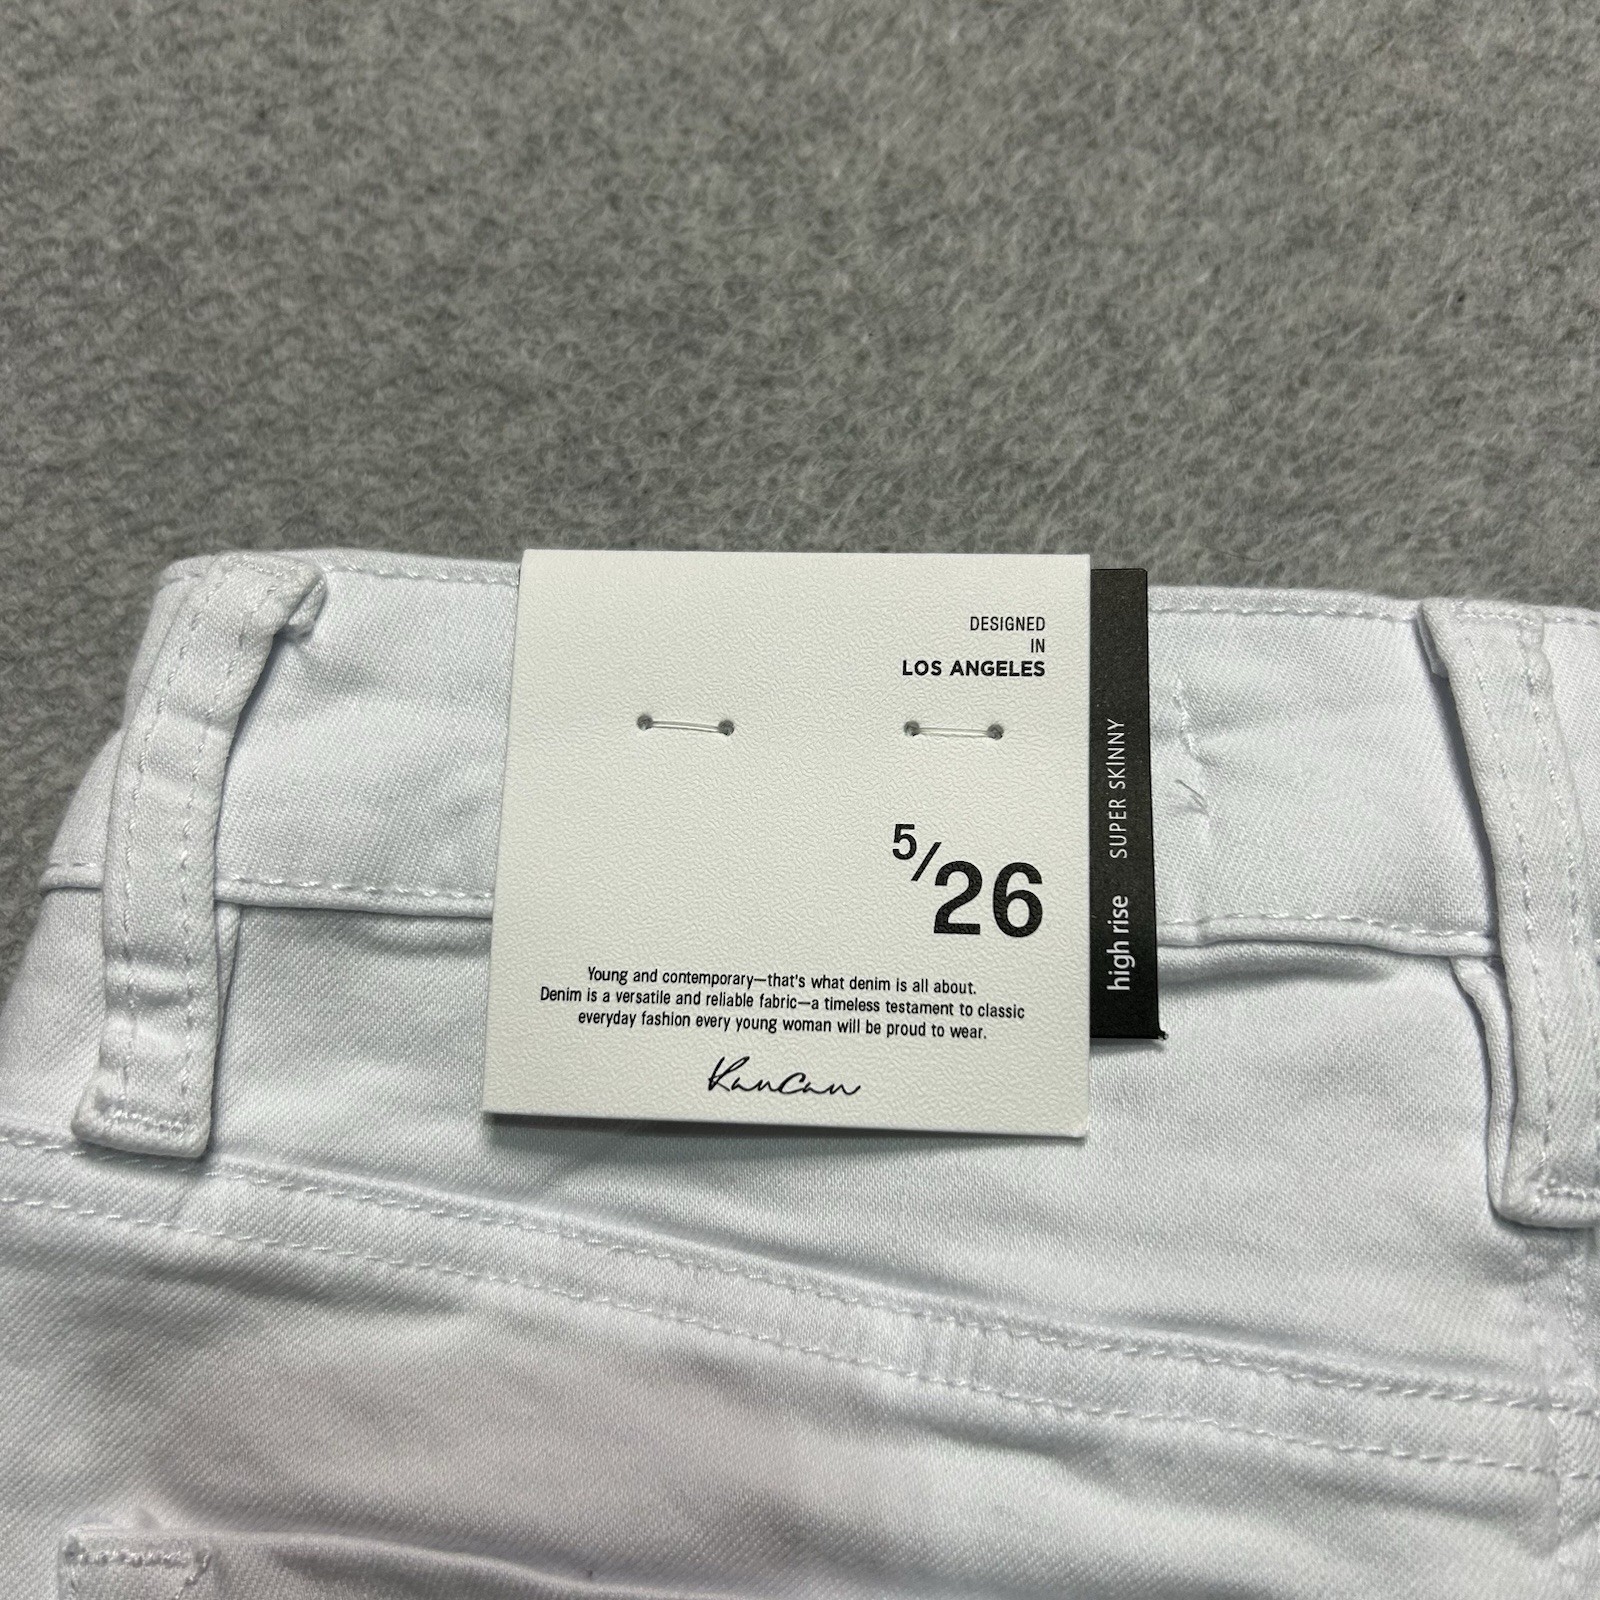 DESIGNED
IN
LOS ANGELES
5/26
Young and contemporary—that's what denim is all about.
Denim is a versatile and reliable fabric—a timeless testament to classic
everyday fashion every young woman will be proud to wear.
KanCan
high rise SUPER SKINNY